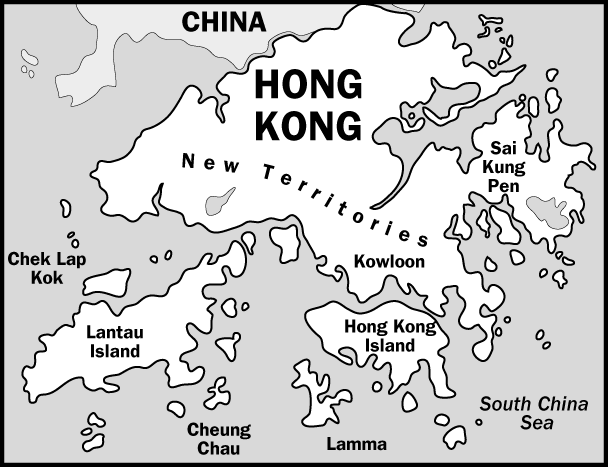 CHINA
HONG
KONG
New Territories
Sai
Kung
Pen
Kowloon
Chek Lap
Kok
Lantau
Island
Hong Kong
Island
South China
Sea
Cheung
Chau
Lamma